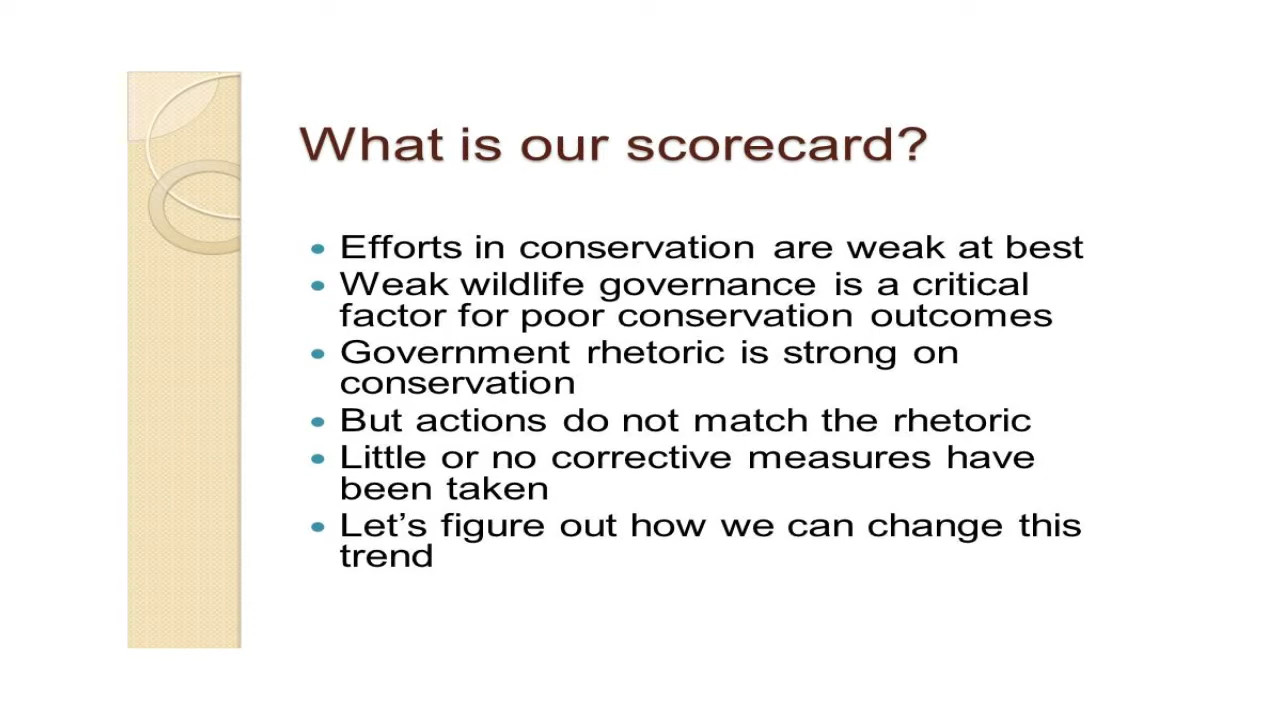 What is our scorecard?
• Efforts in conservation are weak at best
• Weak wildlife governance is a critical
factor for poor conservation outcomes
• Government rhetoric is strong on
conservation
• But actions do not match the rhetoric
• Little or no corrective measures have
been taken
• Let’s figure out how we can change this
trend